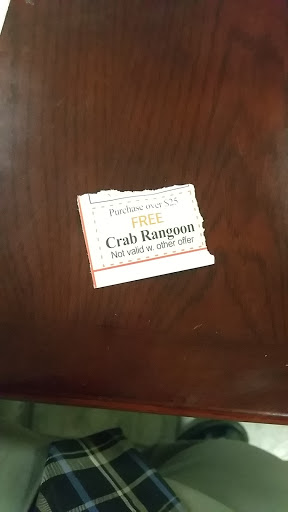 Purchase over $25
FREE
Crab Rangoon
Not valid w. other offer